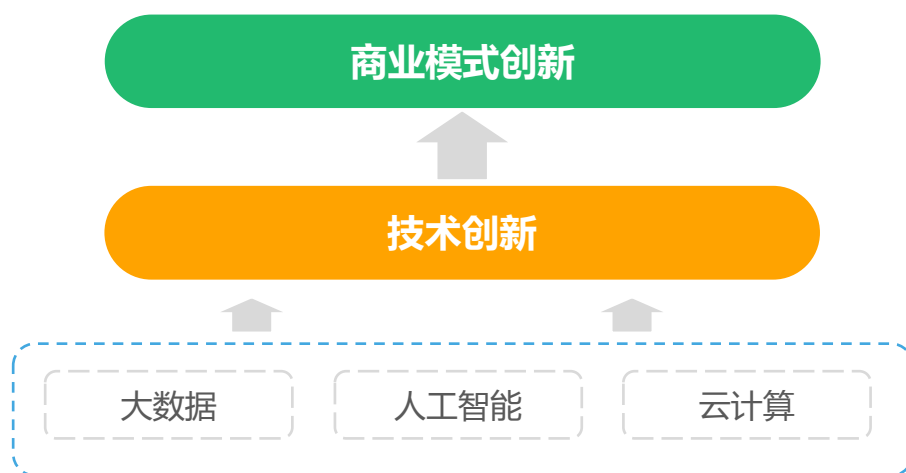 商业模式创新
技术创新
大数据
人工智能
云计算